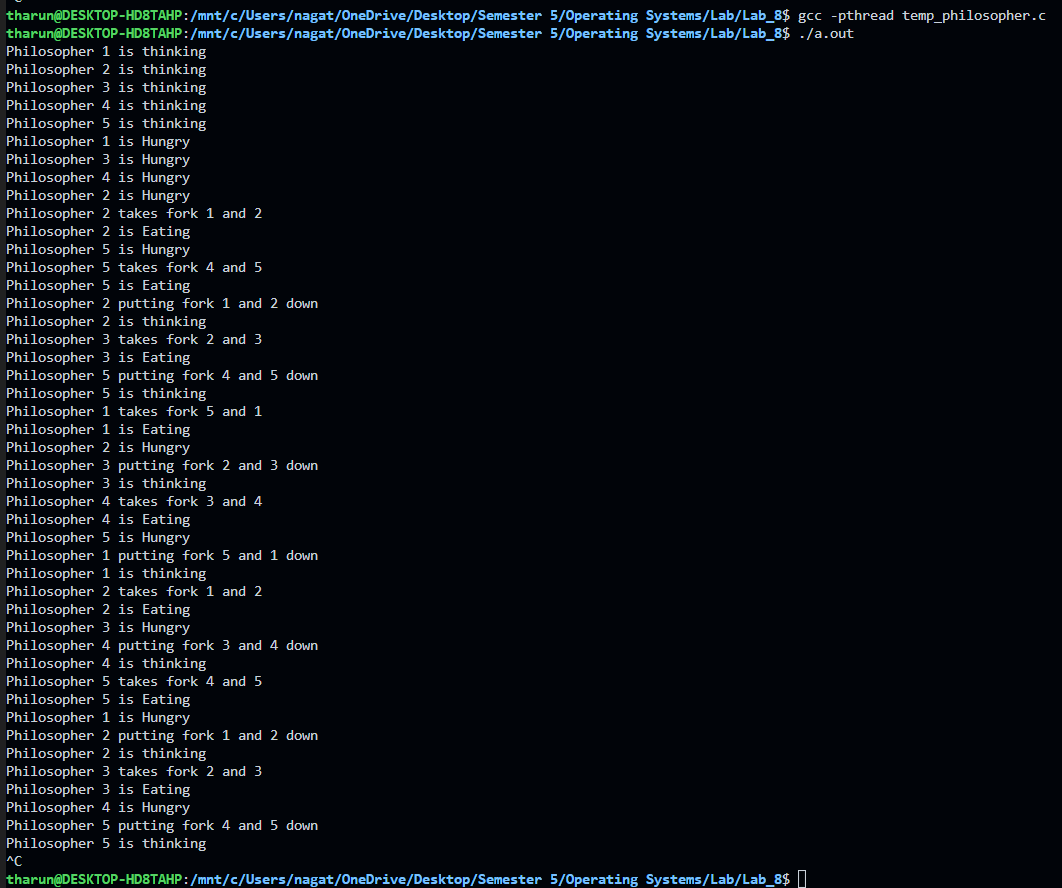 tharun@DESKTOP-HD8TAHP:/mnt/c/Users/nagat/OneDrive/Desktop/Semester 5/Operating Systems/Lab/Lab_8$ gcc -pthread temp_philosopher.c
tharun@DESKTOP-HD8TAHP:/mnt/c/Users/nagat/OneDrive/Desktop/Semester 5/Operating Systems/Lab/Lab_8$ ./a.out
Philosopher 1 is thinking
Philosopher 2 is thinking
Philosopher 3 is thinking
Philosopher 4 is thinking
Philosopher 5 is thinking
Philosopher 1 is Hungry
Philosopher 3 is Hungry
Philosopher 4 is Hungry
Philosopher 2 is Hungry
Philosopher 2 takes fork 1 and 2
Philosopher 2 is Eating
Philosopher 5 is Hungry
Philosopher 5 takes fork 4 and 5
Philosopher 5 is Eating
Philosopher 2 putting fork 1 and 2 down
Philosopher 2 is thinking
Philosopher 3 takes fork 2 and 3
Philosopher 3 is Eating
Philosopher 5 putting fork 4 and 5 down
Philosopher 5 is thinking
Philosopher 1 takes fork 5 and 1
Philosopher 1 is Eating
Philosopher 2 is Hungry
Philosopher 3 putting fork 2 and 3 down
Philosopher 3 is thinking
Philosopher 4 takes fork 3 and 4
Philosopher 4 is Eating
Philosopher 5 is Hungry
Philosopher 1 putting fork 5 and 1 down
Philosopher 1 is thinking
Philosopher 2 takes fork 1 and 2
Philosopher 2 is Eating
Philosopher 3 is Hungry
Philosopher 4 putting fork 3 and 4 down
Philosopher 4 is thinking
Philosopher 5 takes fork 4 and 5
Philosopher 5 is Eating
Philosopher 1 is Hungry
Philosopher 2 putting fork 1 and 2 down
Philosopher 2 is thinking
Philosopher 3 takes fork 2 and 3
Philosopher 3 is Eating
Philosopher 4 is Hungry
Philosopher 5 putting fork 4 and 5 down
Philosopher 5 is thinking
^C
tharun@DESKTOP-HD8TAHP:/mnt/c/Users/nagat/OneDrive/Desktop/Semester 5/Operating Systems/Lab/Lab_8$